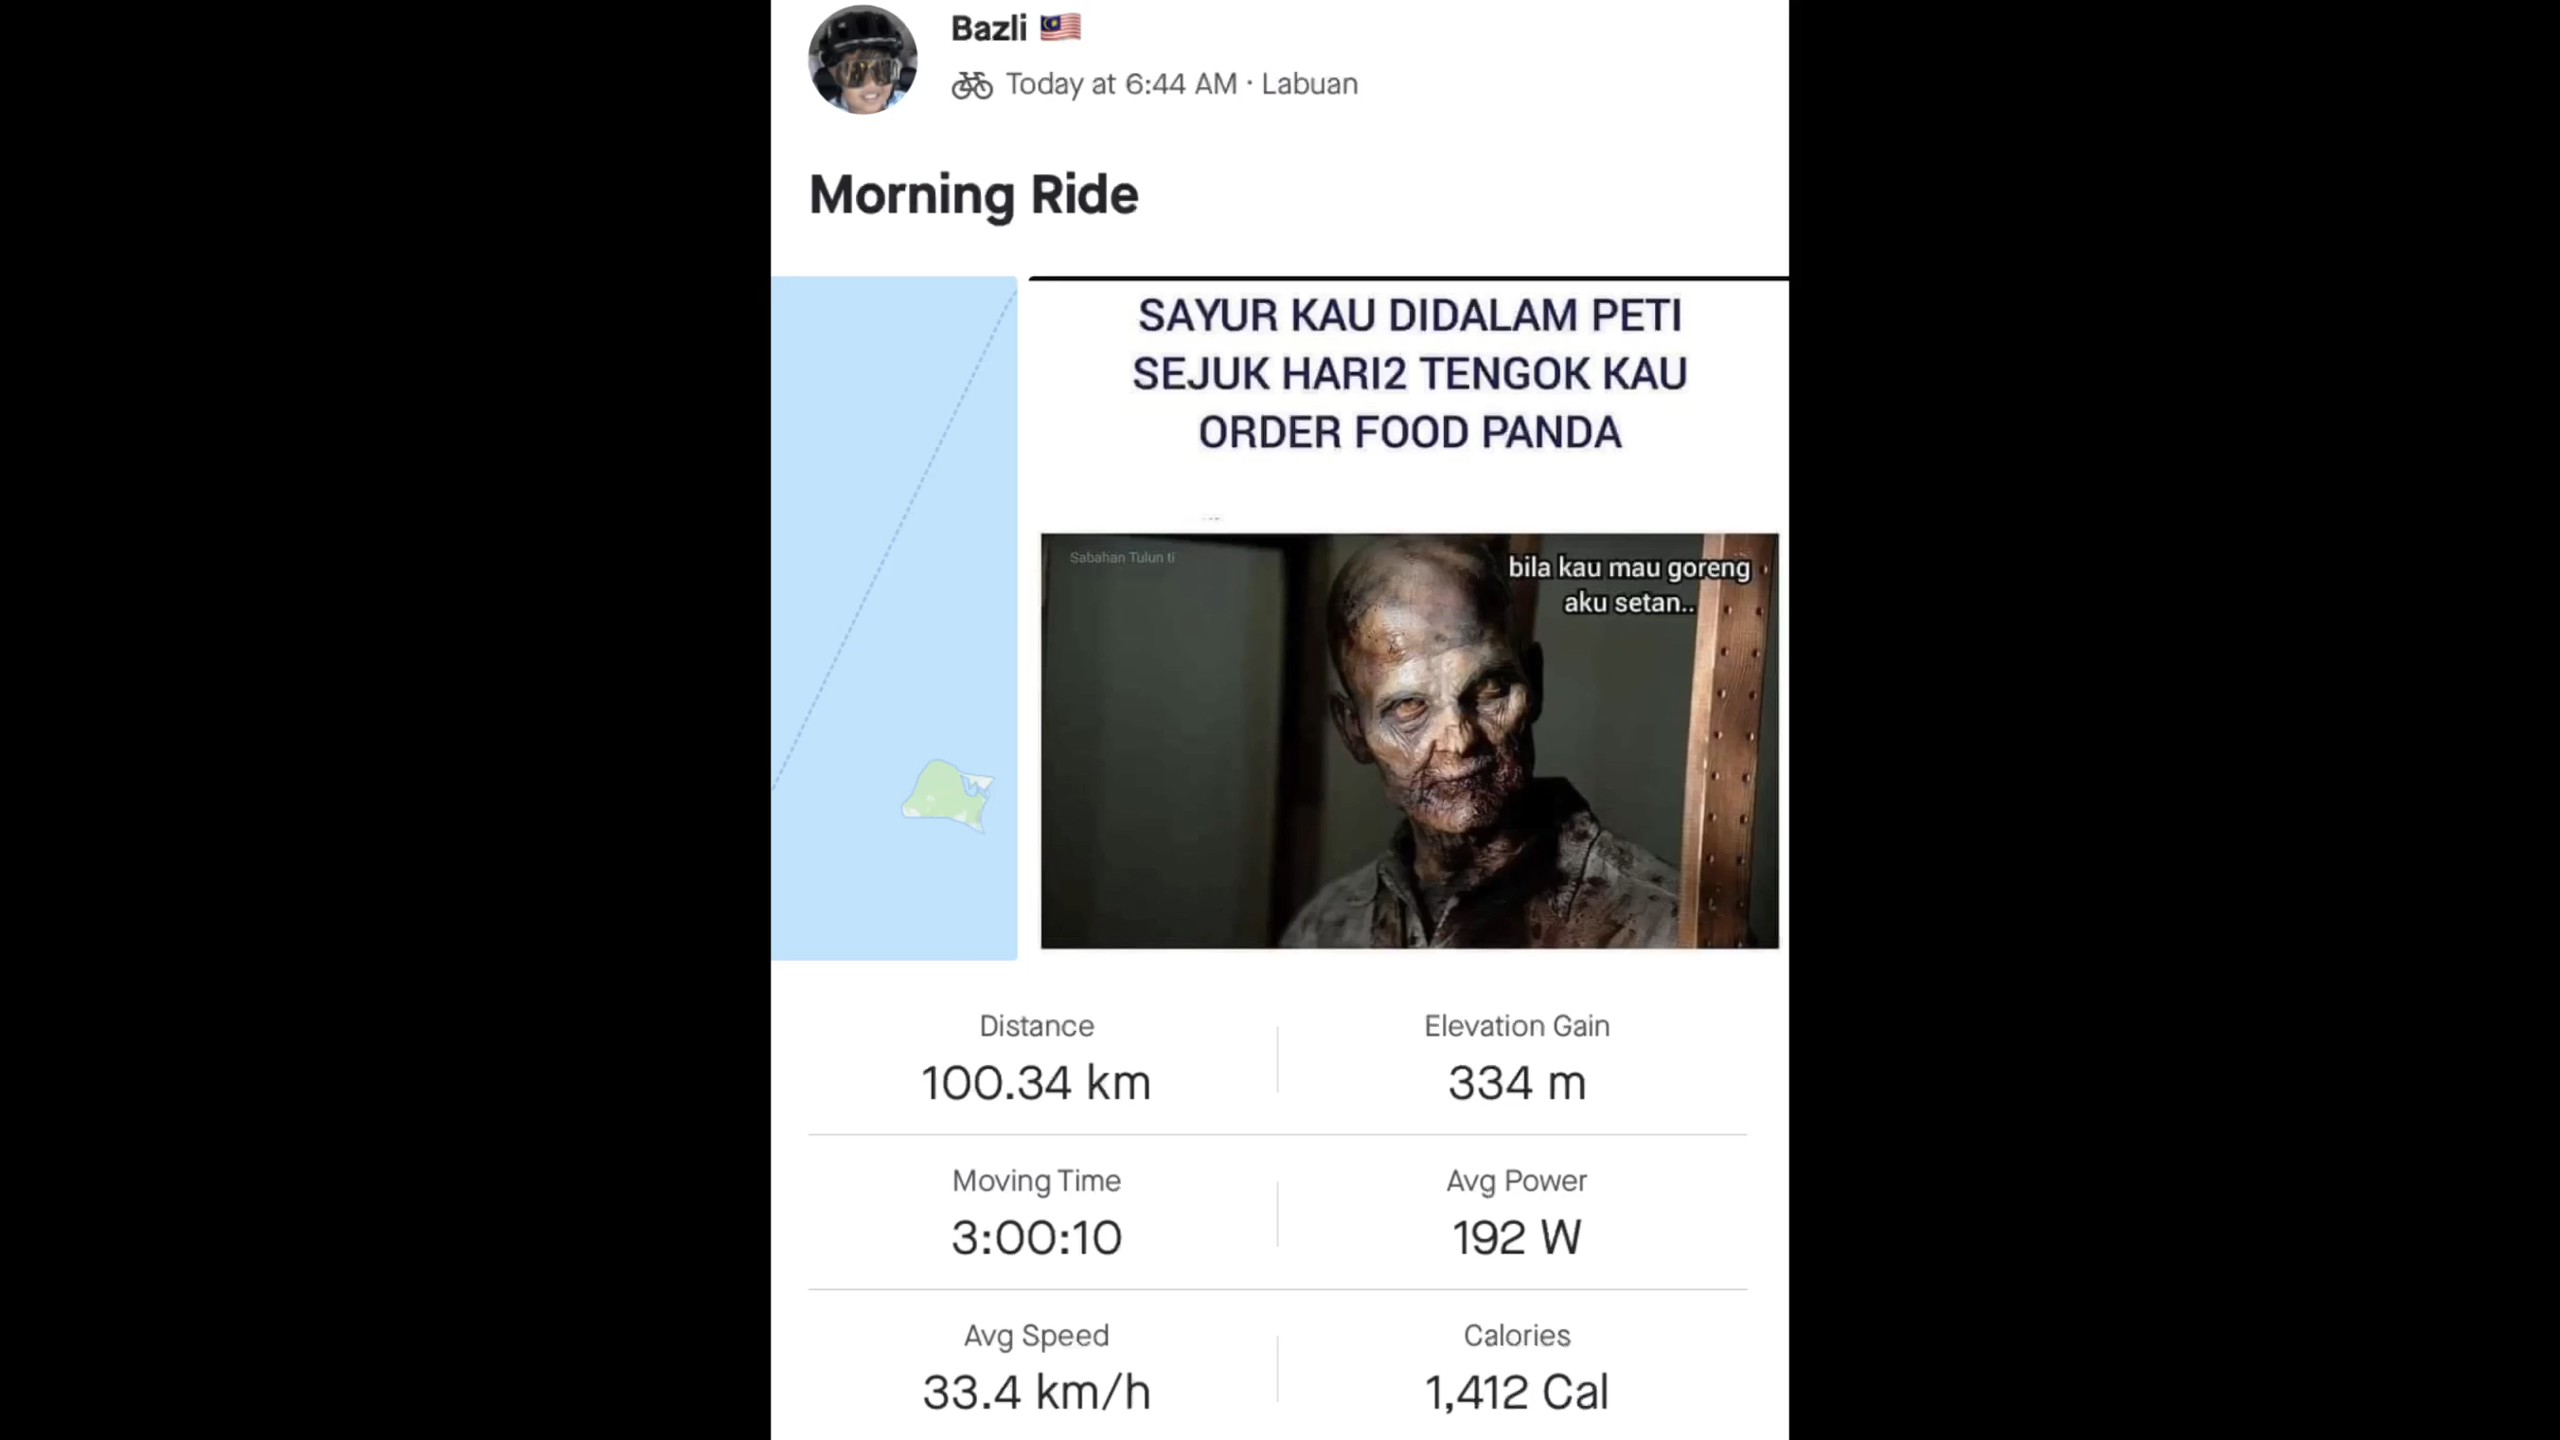 Bazli
Today at 6:44 AM · Labuan
Morning Ride
SAYUR KAU DIDALAM PETI
SEJUK HARI2 TENGOK KAU
ORDER FOOD PANDA
Sabahan Tulun ti
bila kau mau goreng
aku setan..
Distance
100.34 km
Elevation Gain
334 m
Moving Time
3:00:10
Avg Power
192 W
Avg Speed
33.4 km/h
Calories
1,412 Cal